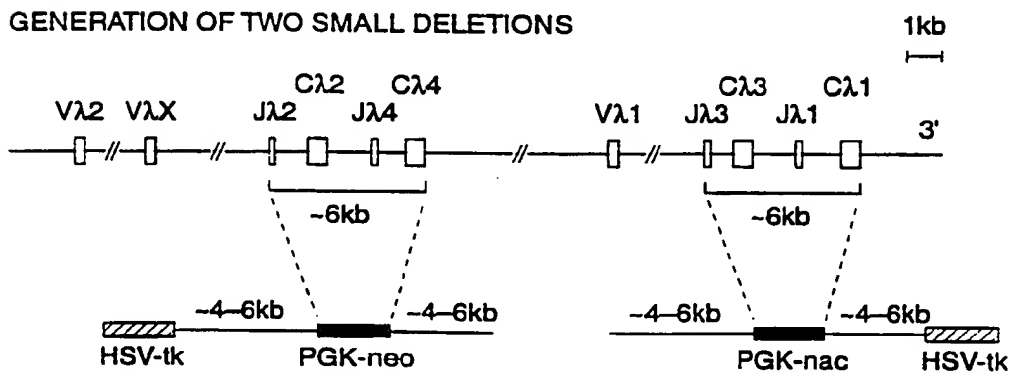 GENERATION OF TWO SMALL DELETIONS
1kb
Vλ2 VλX Jλ2 Cλ2 Jλ4 Cλ4 Vλ1 Jλ3 Cλ3 Jλ1 Cλ1 3'
~6kb ~6kb
~4–6kb ~4–6kb ~4–6kb ~4–6kb
HSV-tk PGK-neo PGK-nac HSV-tk